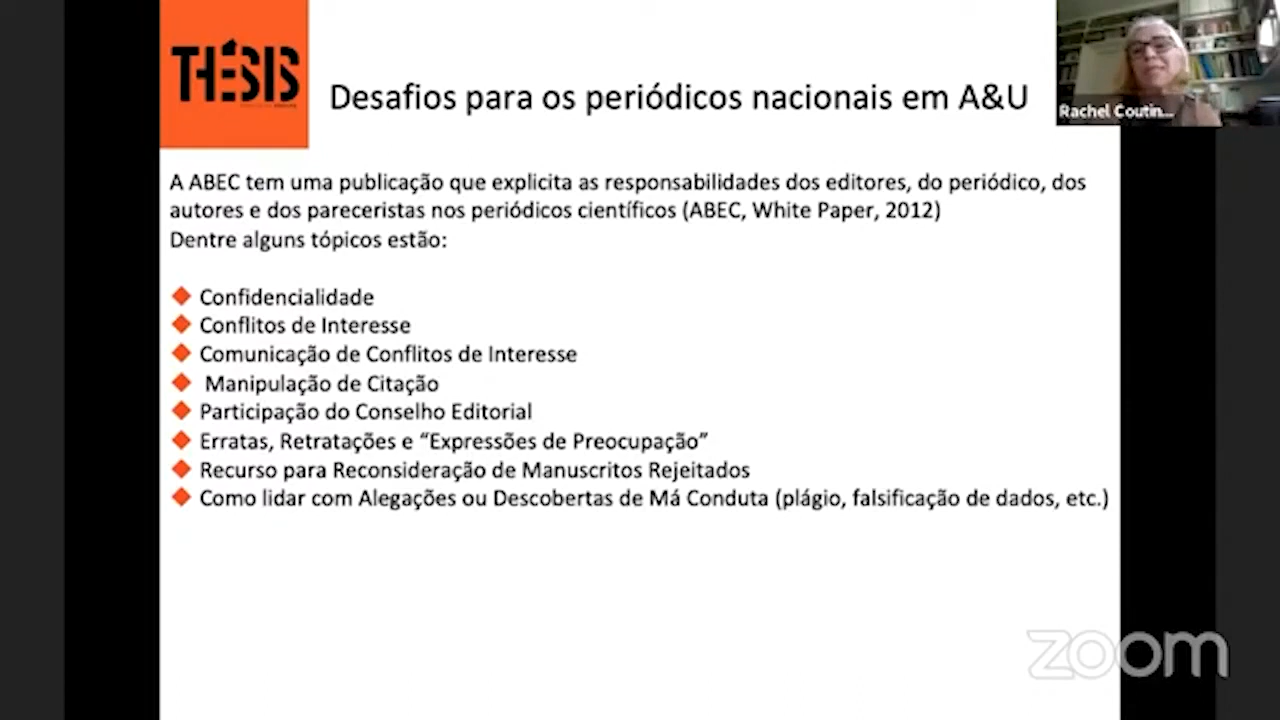 THÉSIS
Desafios para os periódicos nacionais em A&U
Rachel Coutin...
A ABEC tem uma publicação que explicita as responsabilidades dos editores, do periódico, dos
autores e dos pareceristas nos periódicos científicos (ABEC, White Paper, 2012)
Dentre alguns tópicos estão:
Confidencialidade
Conflitos de Interesse
Comunicação de Conflitos de Interesse
Manipulação de Citação
Participação do Conselho Editorial
Erratas, Retratações e “Expressões de Preocupação”
Recurso para Reconsideração de Manuscritos Rejeitados
Como lidar com Alegações ou Descobertas de Má Conduta (plágio, falsificação de dados, etc.)
zoom